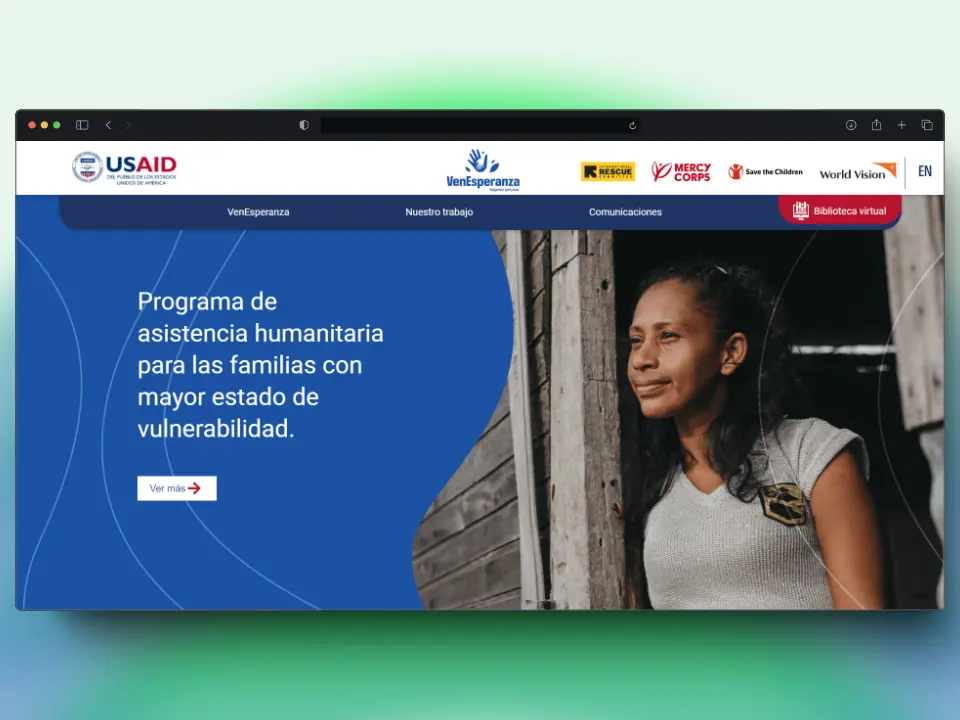 USAID
DEL PUEBLO DE LOS ESTADOS
UNIDOS DE AMÉRICA
VenEsperanza
INTERNATIONAL
RESCUE
COMMITTEE
MERCY
CORPS
Save the Children
World Vision
EN
VenEsperanza
Nuestro trabajo
Comunicaciones
Biblioteca virtual
Programa de
asistencia humanitaria
para las familias con
mayor estado de
vulnerabilidad.
Ver más